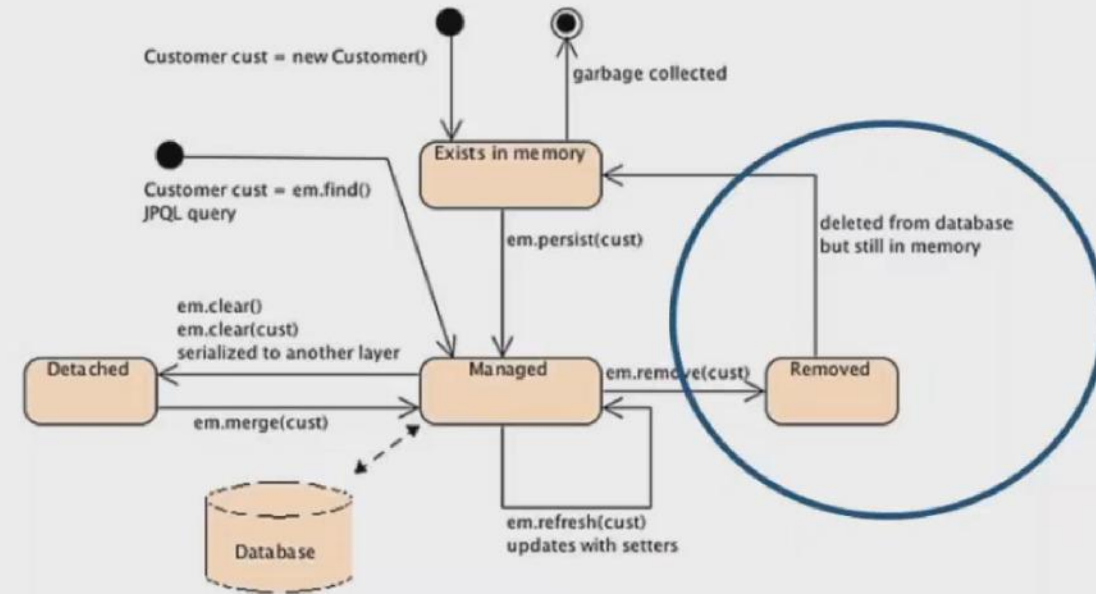 Customer cust = new Customer()
garbage collected
Exists in memory
Customer cust = em.find()
JPQL query
deleted from database
but still in memory
em.persist(cust)
em.clear()
em.clear(cust)
serialized to another layer
Detached
Managed
em.remove(cust)
Removed
em.merge(cust)
em.refresh(cust)
updates with setters
Database